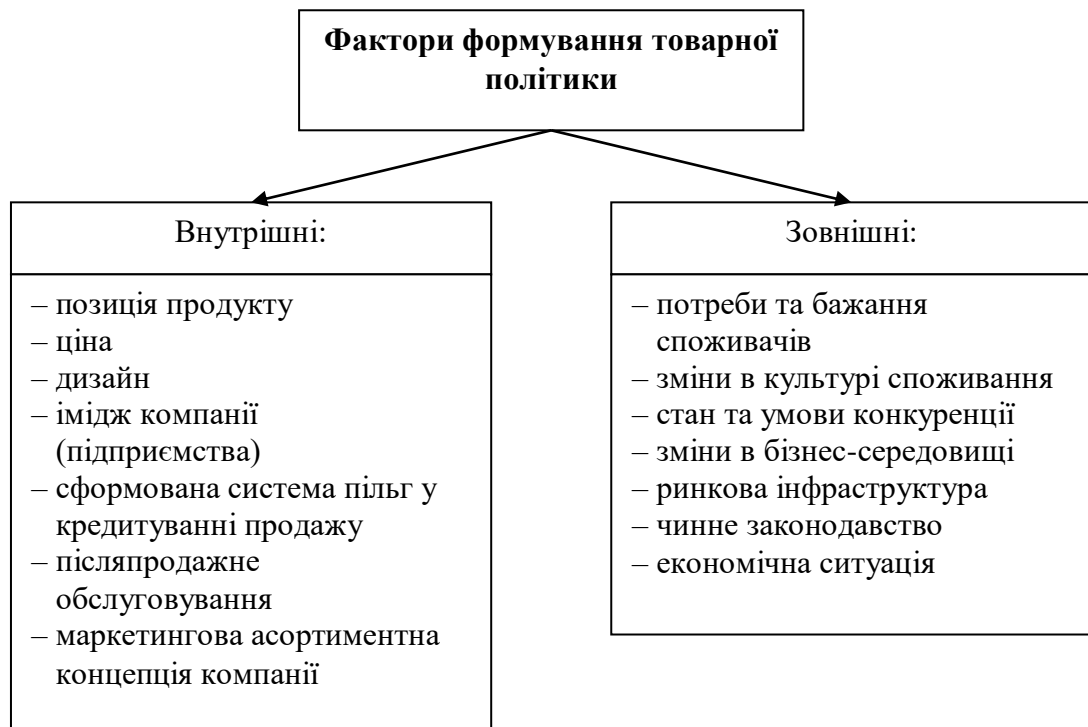 Фактори формування товарної
політики
Внутрішні:
– позиція продукту
– ціна
– дизайн
– імідж компанії
(підприємства)
– сформована система пільг у
кредитуванні продажу
– післяпродажне
обслуговування
– маркетингова асортиментна
концепція компанії
Зовнішні:
– потреби та бажання
споживачів
– зміни в культурі споживання
– стан та умови конкуренції
– зміни в бізнес-середовищі
– ринкова інфраструктура
– чинне законодавство
– економічна ситуація